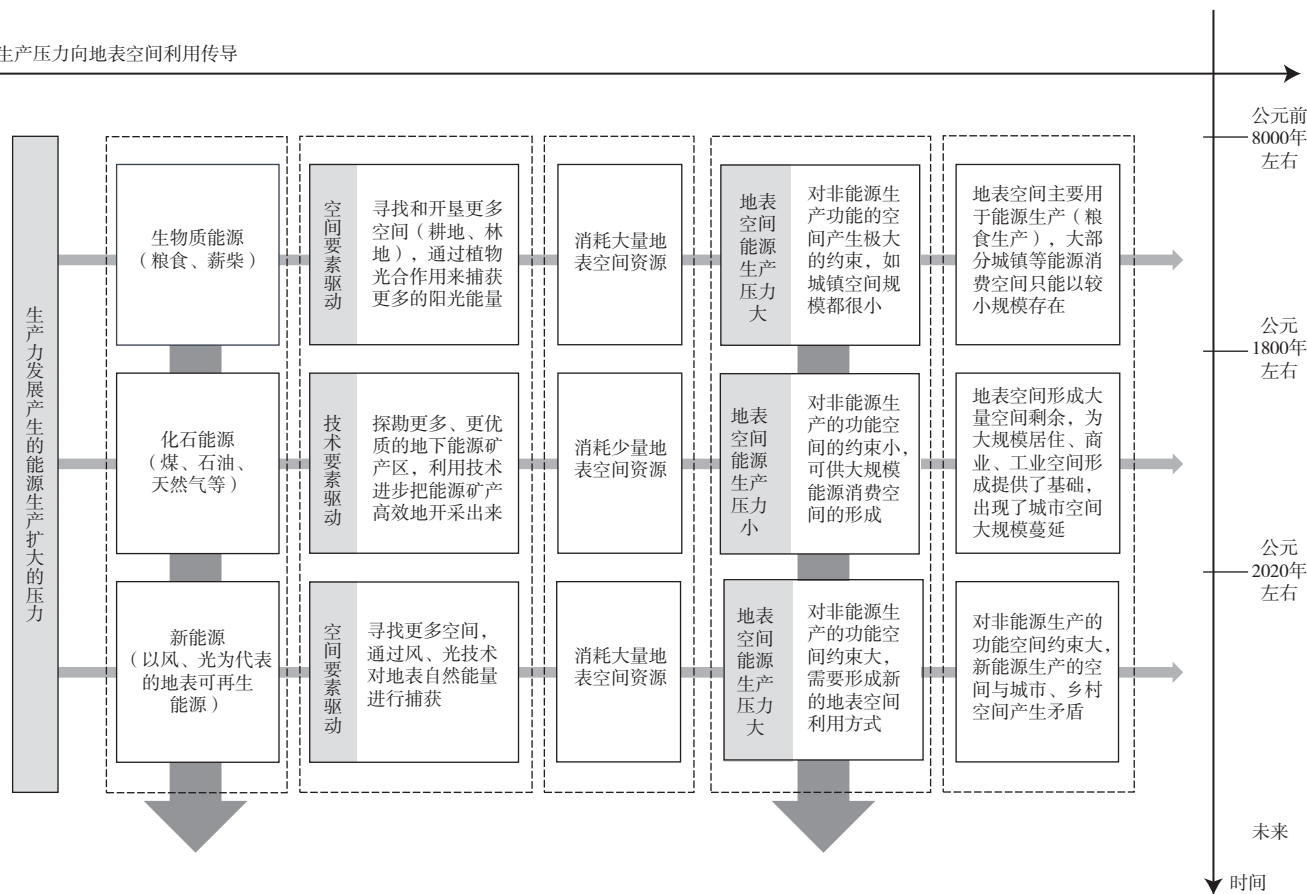 生产压力向地表空间利用传导
生产力发展产生的能源生产扩大的压力
生物质能源
（粮食、薪柴）
空间要素驱动
寻找和开垦更多
空间（耕地、林
地），通过植物
光合作用来捕获
更多的阳光能量
消耗大量地
表空间资源
地表
空间
能源
生产
压力
大
对非能源生
产功能的空
间产生极大
的约束，如
城镇空间规
模都很小
地表空间主要用
于能源生产（粮
食生产），大部
分城镇等能源消
费空间只能以较
小规模存在
化石能源
（煤、石油、
天然气等）
技术要素驱动
探勘更多、更优
质的地下能源矿
产区，利用技术
进步把能源矿产
高效地开采出来
消耗少量地
表空间资源
地表
空间
能源
生产
压力
小
对非能源生
产的功能空
间的约束小，
可供大规模
能源消费空
间的形成
地表空间形成大
量空间剩余，为
大规模居住、商
业、工业空间形
成提供了基础，
出现了城市空间
大规模蔓延
新能源
（以风、光为代表
的地表可再生
能源）
空间要素驱动
寻找更多空间，
通过风、光技术
对地表自然能量
进行捕获
消耗大量地
表空间资源
地表
空间
能源
生产
压力
大
对非能源生
产的功能空
间约束大，
需要形成新
的地表空间
利用方式
对非能源生产的
功能空间约束大，
新能源生产的空
间与城市、乡村
空间产生矛盾
公元前
8000年
左右
公元
1800年
左右
公元
2020年
左右
未来
时间